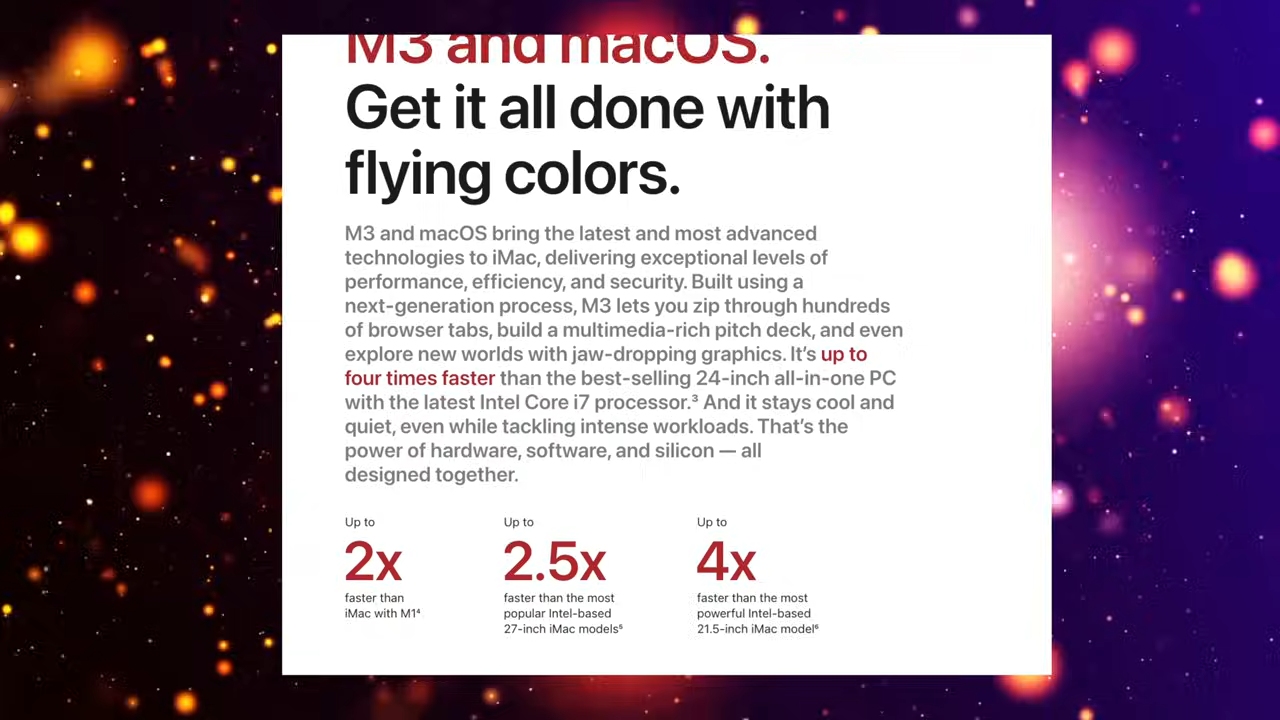 M3 and macOS.
Get it all done with
flying colors.
M3 and macOS bring the latest and most advanced
technologies to iMac, delivering exceptional levels of
performance, efficiency, and security. Built using a
next-generation process, M3 lets you zip through hundreds
of browser tabs, build a multimedia-rich pitch deck, and even
explore new worlds with jaw-dropping graphics. It’s up to
four times faster than the best-selling 24-inch all-in-one PC
with the latest Intel Core i7 processor.³ And it stays cool and
quiet, even while tackling intense workloads. That’s the
power of hardware, software, and silicon — all
designed together.
Up to
2x
faster than
iMac with M1⁴
Up to
2.5x
faster than the most
popular Intel-based
27-inch iMac models⁵
Up to
4x
faster than the most
powerful Intel-based
21.5-inch iMac model⁶